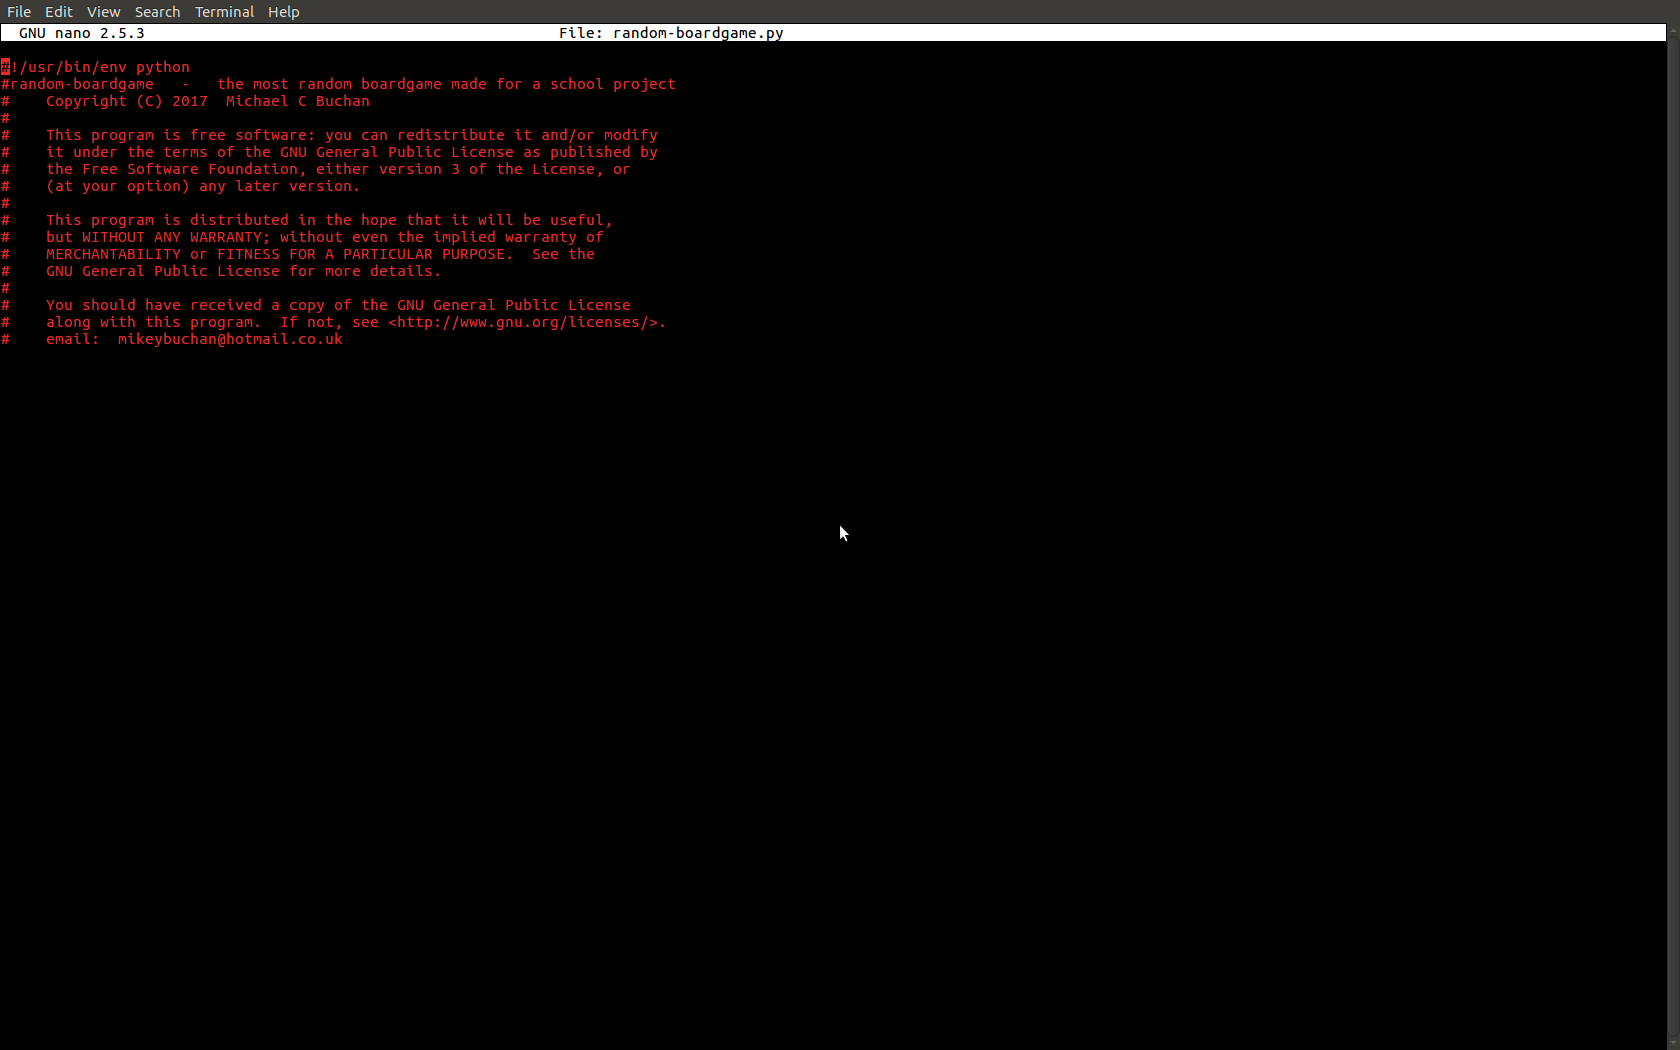 File Edit View Search Terminal Help
GNU nano 2.5.3 File: random-boardgame.py
#!/usr/bin/env python
#random-boardgame   -   the most random boardgame made for a school project
#    Copyright (C) 2017  Michael C Buchan
#
#    This program is free software: you can redistribute it and/or modify
#    it under the terms of the GNU General Public License as published by
#    the Free Software Foundation, either version 3 of the License, or
#    (at your option) any later version.
#
#    This program is distributed in the hope that it will be useful,
#    but WITHOUT ANY WARRANTY; without even the implied warranty of
#    MERCHANTABILITY or FITNESS FOR A PARTICULAR PURPOSE.  See the
#    GNU General Public License for more details.
#
#    You should have received a copy of the GNU General Public License
#    along with this program.  If not, see <http://www.gnu.org/licenses/>.
#    email:  mikeybuchan@hotmail.co.uk